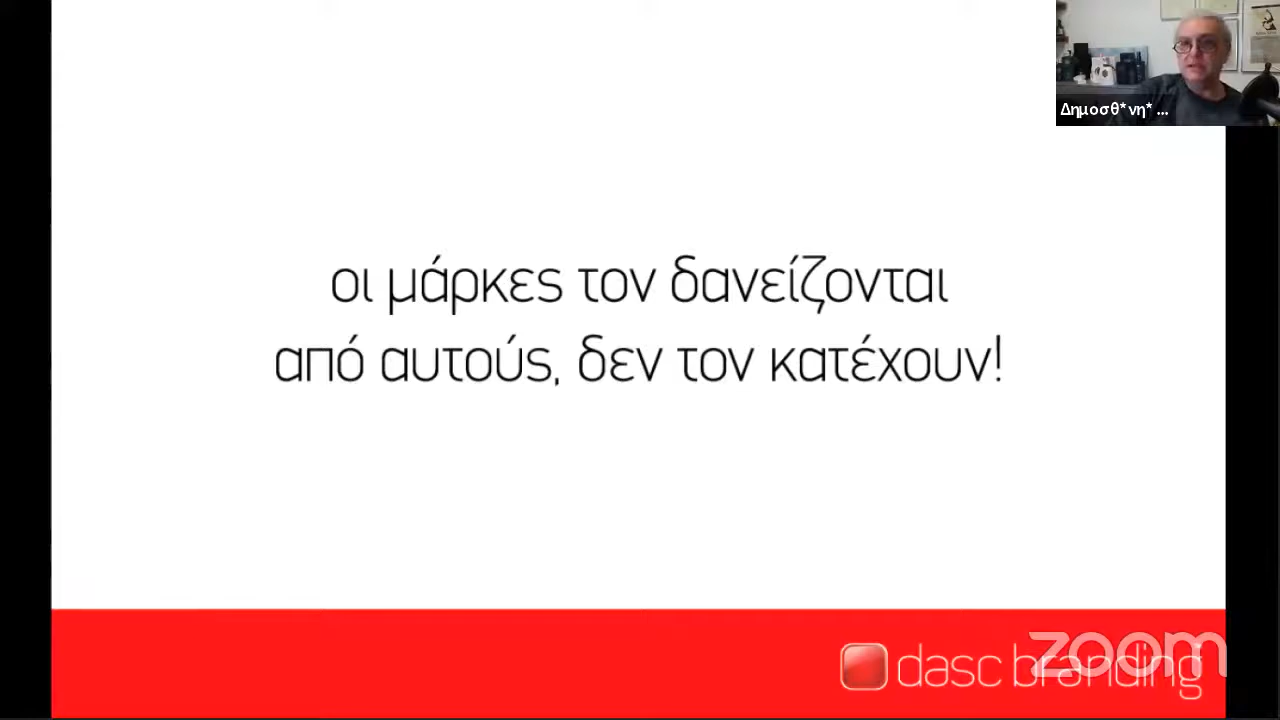 Δημοσθ*νη* ...
οι μάρκες τον δανείζονται
από αυτούς, δεν τον κατέχουν!
zoom
dasc branding